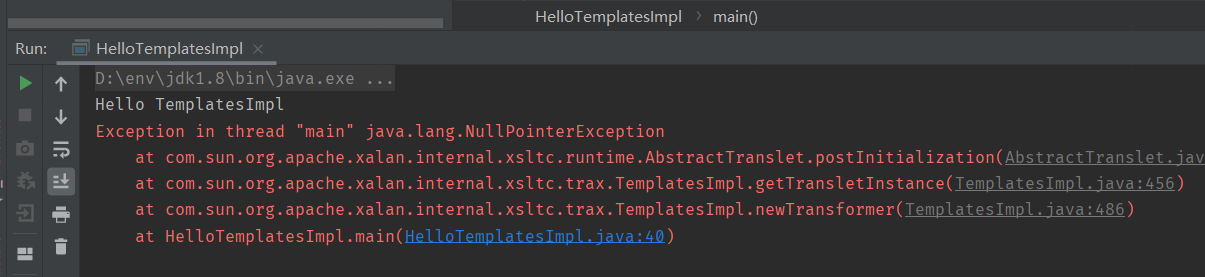 HelloTemplatesImpl › main()
Run: HelloTemplatesImpl ×
D:\env\jdk1.8\bin\java.exe ...
Hello TemplatesImpl
Exception in thread "main" java.lang.NullPointerException
at com.sun.org.apache.xalan.internal.xsltc.runtime.AbstractTranslet.postInitialization(AbstractTranslet.jav
at com.sun.org.apache.xalan.internal.xsltc.trax.TemplatesImpl.getTransletInstance(TemplatesImpl.java:456)
at com.sun.org.apache.xalan.internal.xsltc.trax.TemplatesImpl.newTransformer(TemplatesImpl.java:486)
at HelloTemplatesImpl.main(HelloTemplatesImpl.java:40)